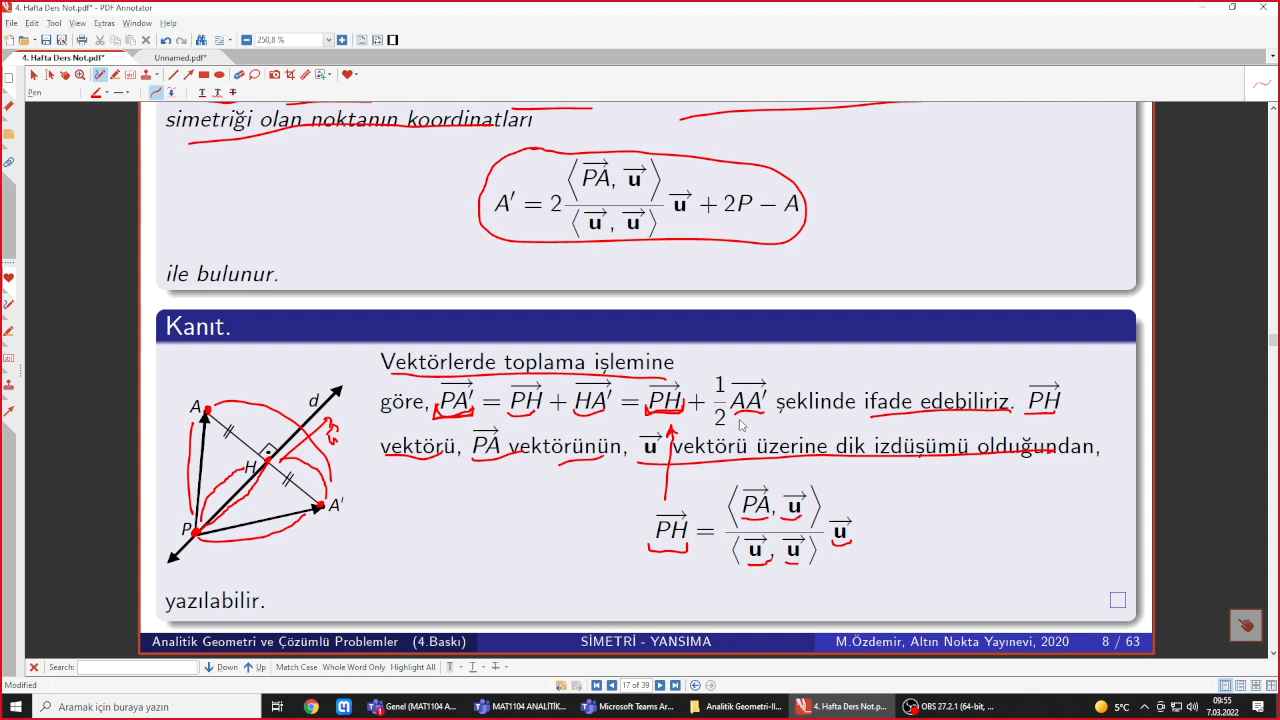 4. Hafta Ders Not.pdf* - PDF Annotator
File Edit Tool View Extras Window Help
250,8 %
4. Hafta Ders Not.pdf* Unnamed.pdf*
Pen
simetriği olan noktanın koordinatları
A′ = 2 ⟨PA, u⟩ / ⟨u, u⟩ u + 2P − A
ile bulunur.
Kanıt.
Vektörlerde toplama işlemine
göre, PA′ = PH + HA′ = PH + 1/2 AA′ şeklinde ifade edebiliriz. PH
vektörü, PA vektörünün, u vektörü üzerine dik izdüşümü olduğundan,
PH = ⟨PA, u⟩ / ⟨u, u⟩ u
A
d
H
A′
P
yazılabilir.
Analitik Geometri ve Çözümlü Problemler (4.Baskı) SİMETRİ - YANSIMA M.Özdemir, Altın Nokta Yayınevi, 2020 8 / 63
Search: Down Up Match Case Whole Word Only Highlight All
Modified 17 of 39
Aramak için buraya yazın Genel (MAT1104 A... MAT1104 ANALİTİK... Microsoft Teams Ar... Analitik Geometri-II... 4. Hafta Ders Not.p... OBS 27.2.1 (64-bit, ... 5°C 09:55
7.03.2022